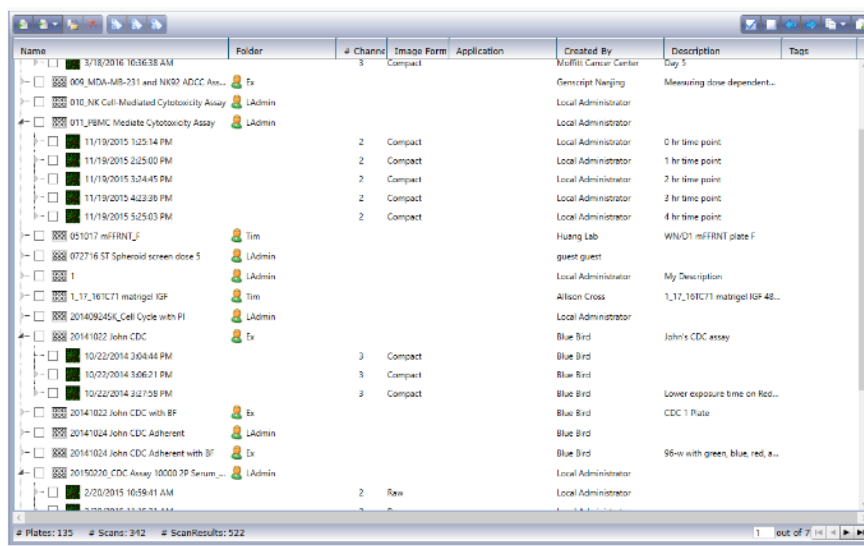 Name Folder # Channe Image Form Application Created By Description Tags
3/18/2016 10:36:38 AM 3 Compact Moffitt Cancer Center Day 5
009_MDA-MB-231 and NK92 ADCC Ass... Ex Genscript Nanjing Measuring dose dependent...
010_NK Cell-Mediated Cytotoxicity Assay LAdmin Local Administrator
011_PBMC Mediate Cytotoxicity Assay LAdmin Local Administrator
11/19/2015 1:25:14 PM 2 Compact Local Administrator 0 hr time point
11/19/2015 2:25:00 PM 2 Compact Local Administrator 1 hr time point
11/19/2015 3:24:45 PM 2 Compact Local Administrator 2 hr time point
11/19/2015 4:23:36 PM 2 Compact Local Administrator 3 hr time point
11/19/2015 5:25:03 PM 2 Compact Local Administrator 4 hr time point
051017 mFFRNT_F Tim Huang Lab WN/D1 mFFRNT plate F
072716 ST Spheroid screen dose 5 LAdmin guest guest
1 LAdmin Local Administrator My Description
1_17_16TC71 matrigel IGF Tim Allison Cross 1_17_16TC71 matrigel IGF 48...
20140924SK_Cell Cycle with PI LAdmin Local Administrator
20141022 John CDC Ex Blue Bird John's CDC assay
10/22/2014 3:04:44 PM 3 Compact Blue Bird
10/22/2014 3:06:21 PM 3 Compact Blue Bird
10/22/2014 3:27:58 PM 3 Compact Blue Bird Lower exposure time on Red...
20141022 John CDC with BF Ex Blue Bird CDC 1 Plate
20141024 John CDC Adherent LAdmin Blue Bird
20141024 John CDC Adherent with BF Ex Blue Bird 96-w with green, blue, red, a...
20150220_CDC Assay 10000 2P Serum_... LAdmin Local Administrator
2/20/2015 10:59:41 AM 2 Raw Local Administrator
# Plates: 135 # Scans: 342 # ScanResults: 522 1 out of 7